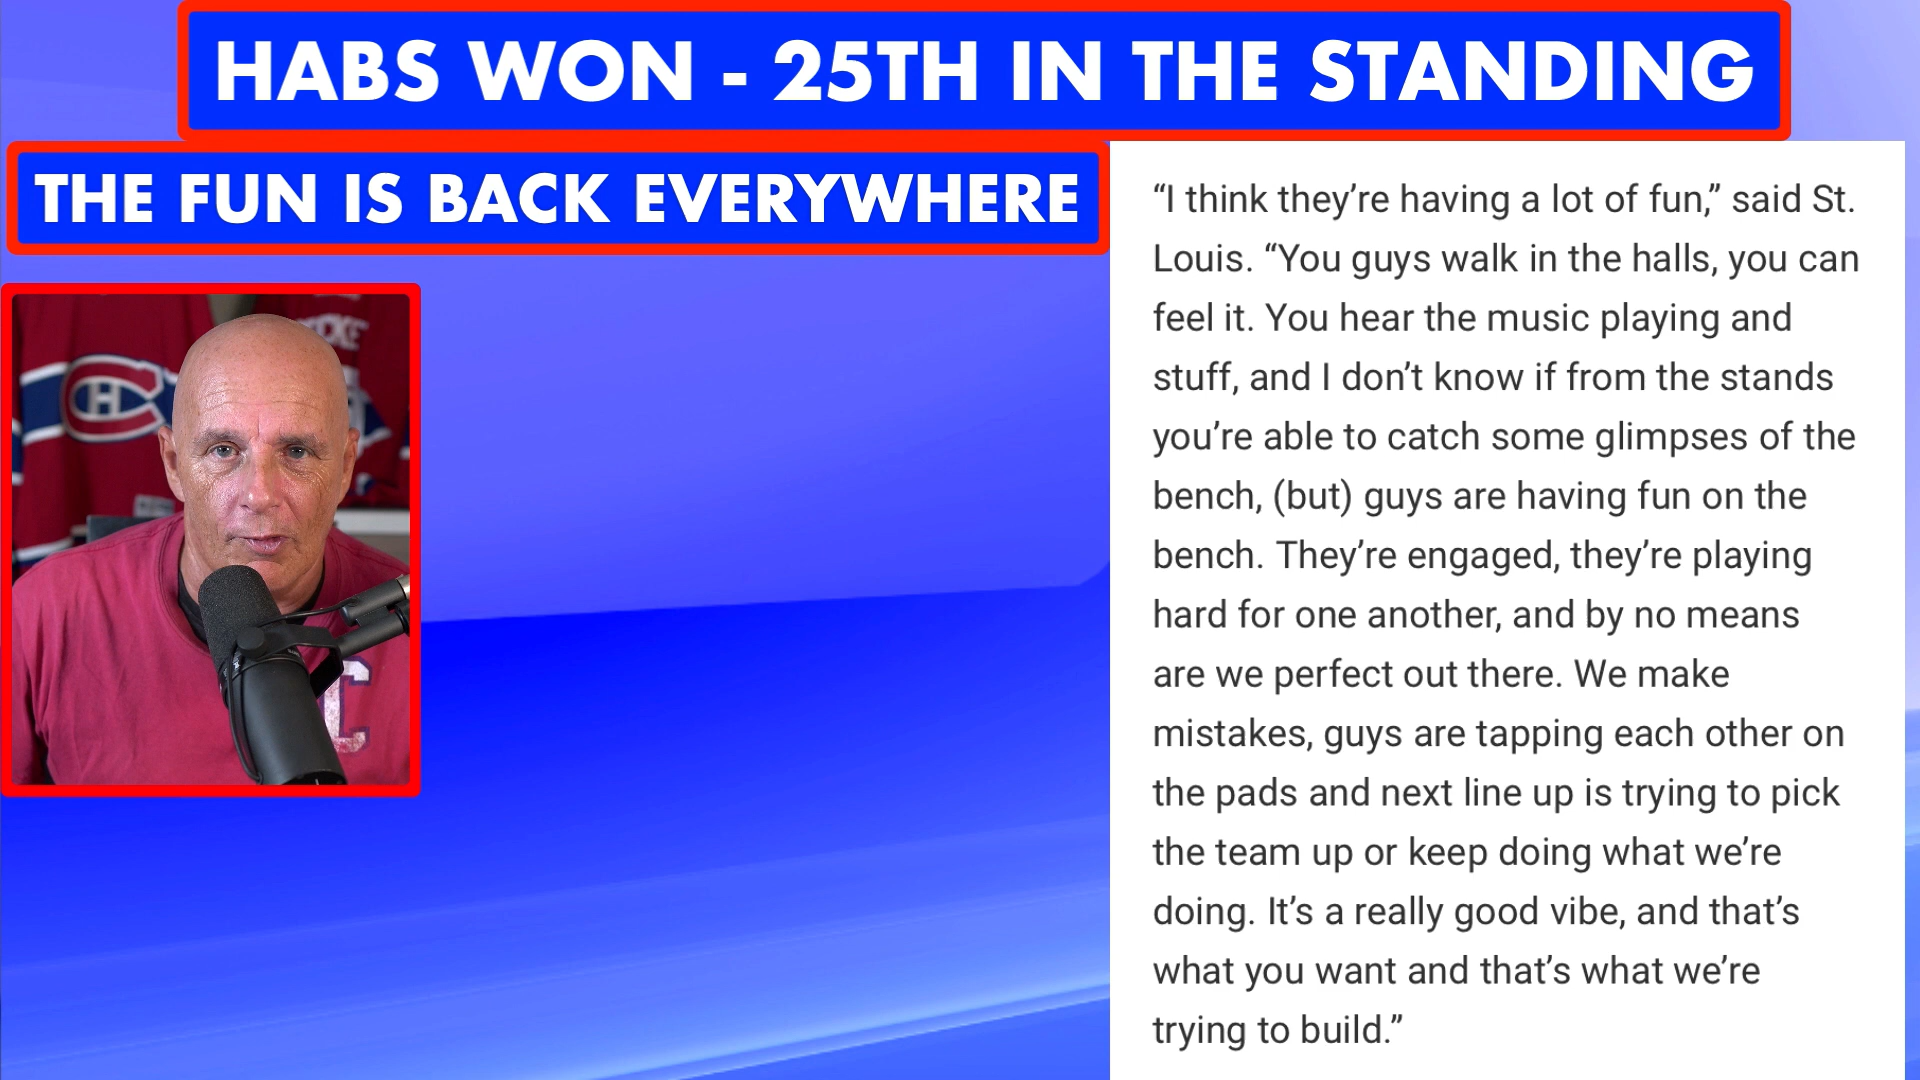 HABS WON - 25TH IN THE STANDING
THE FUN IS BACK EVERYWHERE
“I think they’re having a lot of fun,” said St.
Louis. “You guys walk in the halls, you can
feel it. You hear the music playing and
stuff, and I don’t know if from the stands
you’re able to catch some glimpses of the
bench, (but) guys are having fun on the
bench. They’re engaged, they’re playing
hard for one another, and by no means
are we perfect out there. We make
mistakes, guys are tapping each other on
the pads and next line up is trying to pick
the team up or keep doing what we’re
doing. It’s a really good vibe, and that’s
what you want and that’s what we’re
trying to build.”